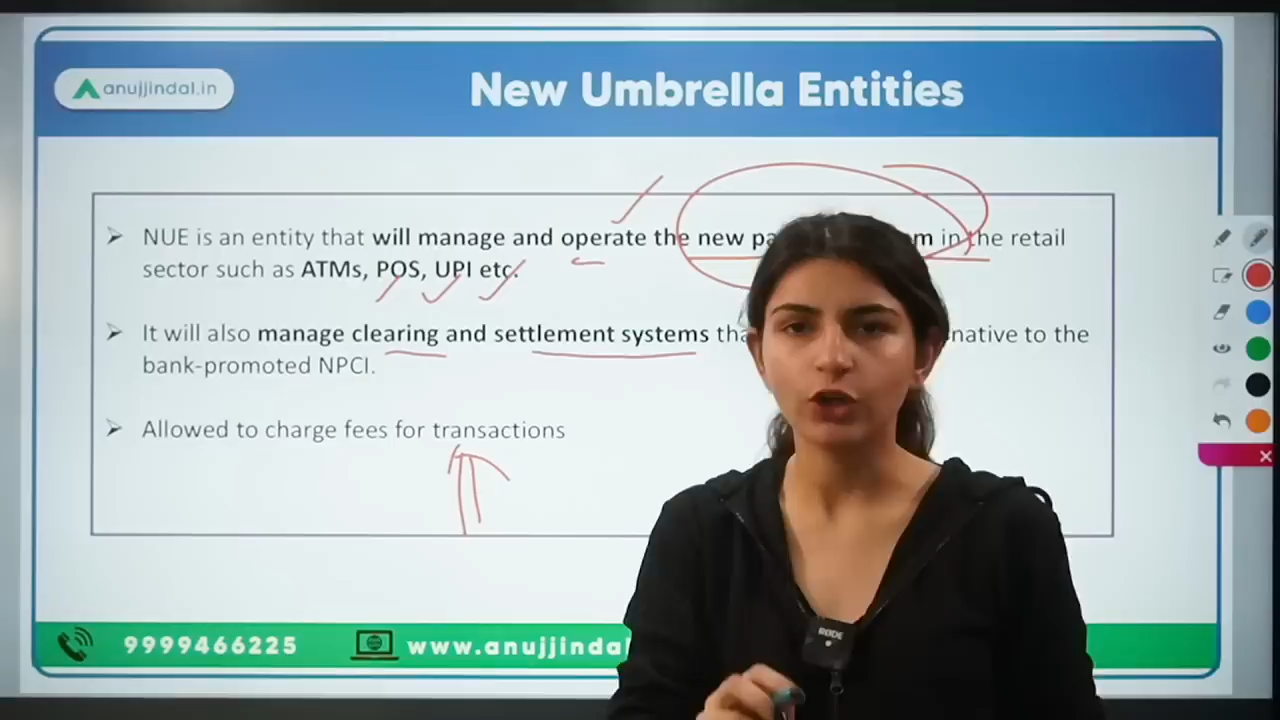 anujjindal.in
New Umbrella Entities
➢ NUE is an entity that will manage and operate the new pa m in the retail
sector such as ATMs, POS, UPI etc.
➢ It will also manage clearing and settlement systems tha native to the
bank-promoted NPCI.
➢ Allowed to charge fees for transactions
9999466225
www.anujjinda
RODE